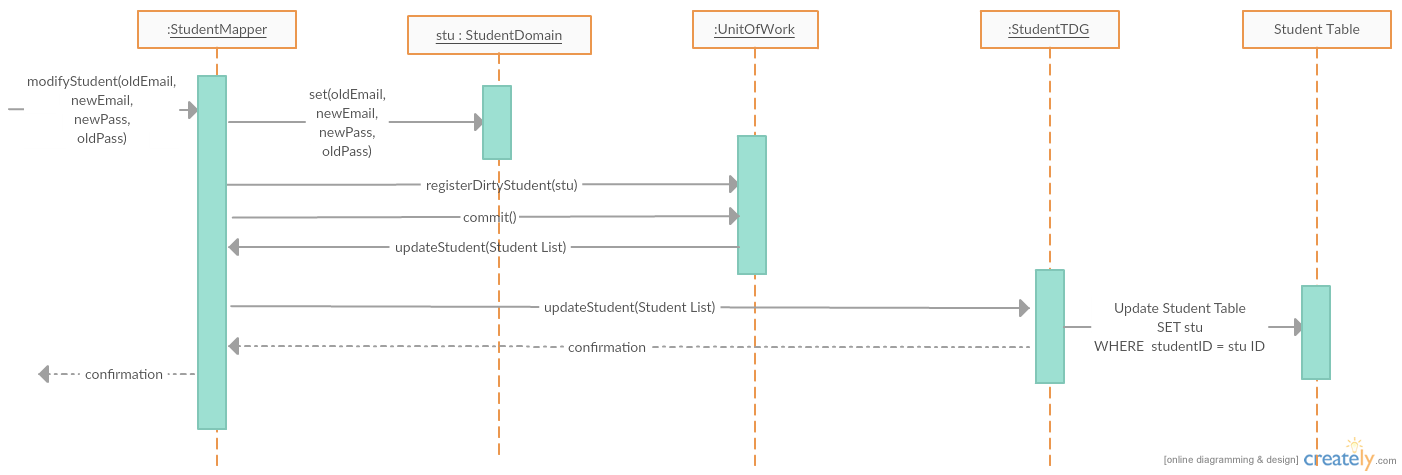 :StudentMapper
stu : StudentDomain
:UnitOfWork
:StudentTDG
Student Table
modifyStudent(oldEmail,
newEmail,
newPass,
oldPass)
set(oldEmail,
newEmail,
newPass,
oldPass)
registerDirtyStudent(stu)
commit()
updateStudent(Student List)
updateStudent(Student List)
Update Student Table
SET stu
WHERE  studentID = stu ID
confirmation
confirmation
[online diagramming & design] creately.com